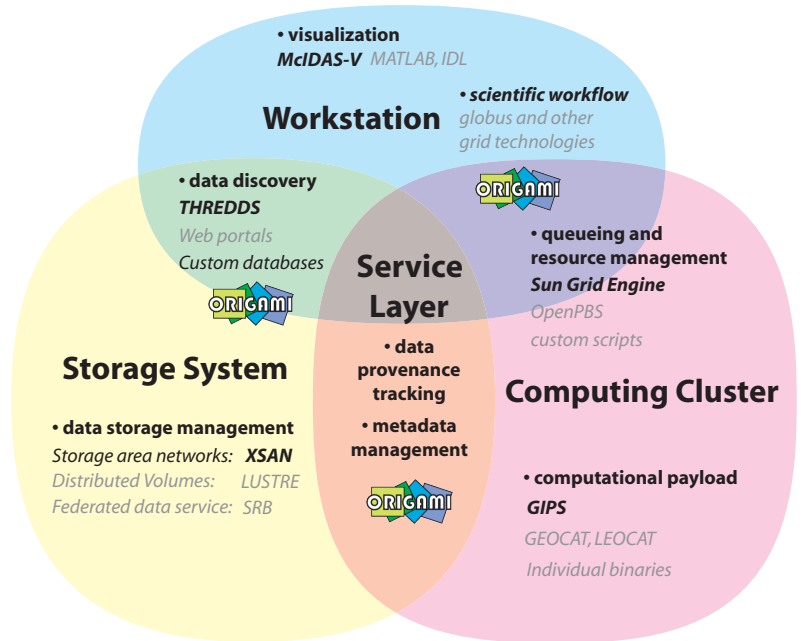 • visualization
McIDAS-V MATLAB, IDL
Workstation
• scientific workflow
globus and other
grid technologies
• data discovery
THREDDS
Web portals
Custom databases
ORIGAMI
ORIGAMI
Service
Layer
• queueing and
resource management
Sun Grid Engine
OpenPBS
custom scripts
Storage System
• data
provenance
tracking
• metadata
management
ORIGAMI
Computing Cluster
• data storage management
Storage area networks: XSAN
Distributed Volumes: LUSTRE
Federated data service: SRB
• computational payload
GIPS
GEOCAT, LEOCAT
Individual binaries